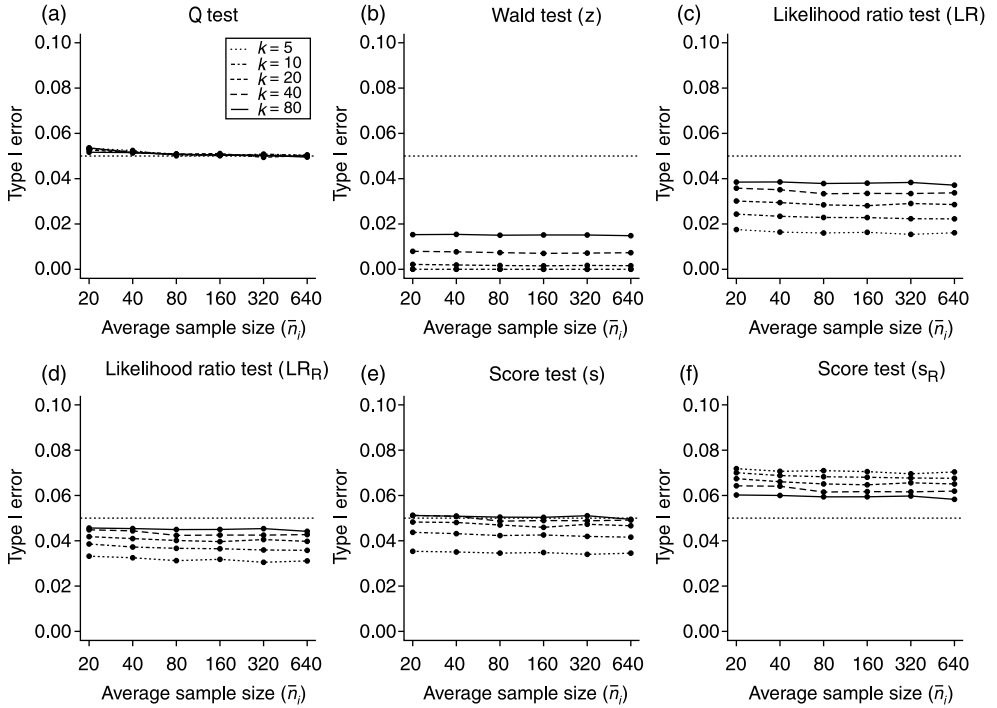 (a)
Q test
Type I error
0.10
0.08
0.06
0.04
0.02
0.00
k = 5
k = 10
k = 20
k = 40
k = 80
20 40 80 160 320 640
Average sample size (n̄ᵢ)
(b)
Wald test (z)
Type I error
0.10
0.08
0.06
0.04
0.02
0.00
20 40 80 160 320 640
Average sample size (n̄ᵢ)
(c)
Likelihood ratio test (LR)
Type I error
0.10
0.08
0.06
0.04
0.02
0.00
20 40 80 160 320 640
Average sample size (n̄ᵢ)
(d)
Likelihood ratio test (LR_R)
Type I error
0.10
0.08
0.06
0.04
0.02
0.00
20 40 80 160 320 640
Average sample size (n̄ᵢ)
(e)
Score test (s)
Type I error
0.10
0.08
0.06
0.04
0.02
0.00
20 40 80 160 320 640
Average sample size (n̄ᵢ)
(f)
Score test (s_R)
Type I error
0.10
0.08
0.06
0.04
0.02
0.00
20 40 80 160 320 640
Average sample size (n̄ᵢ)